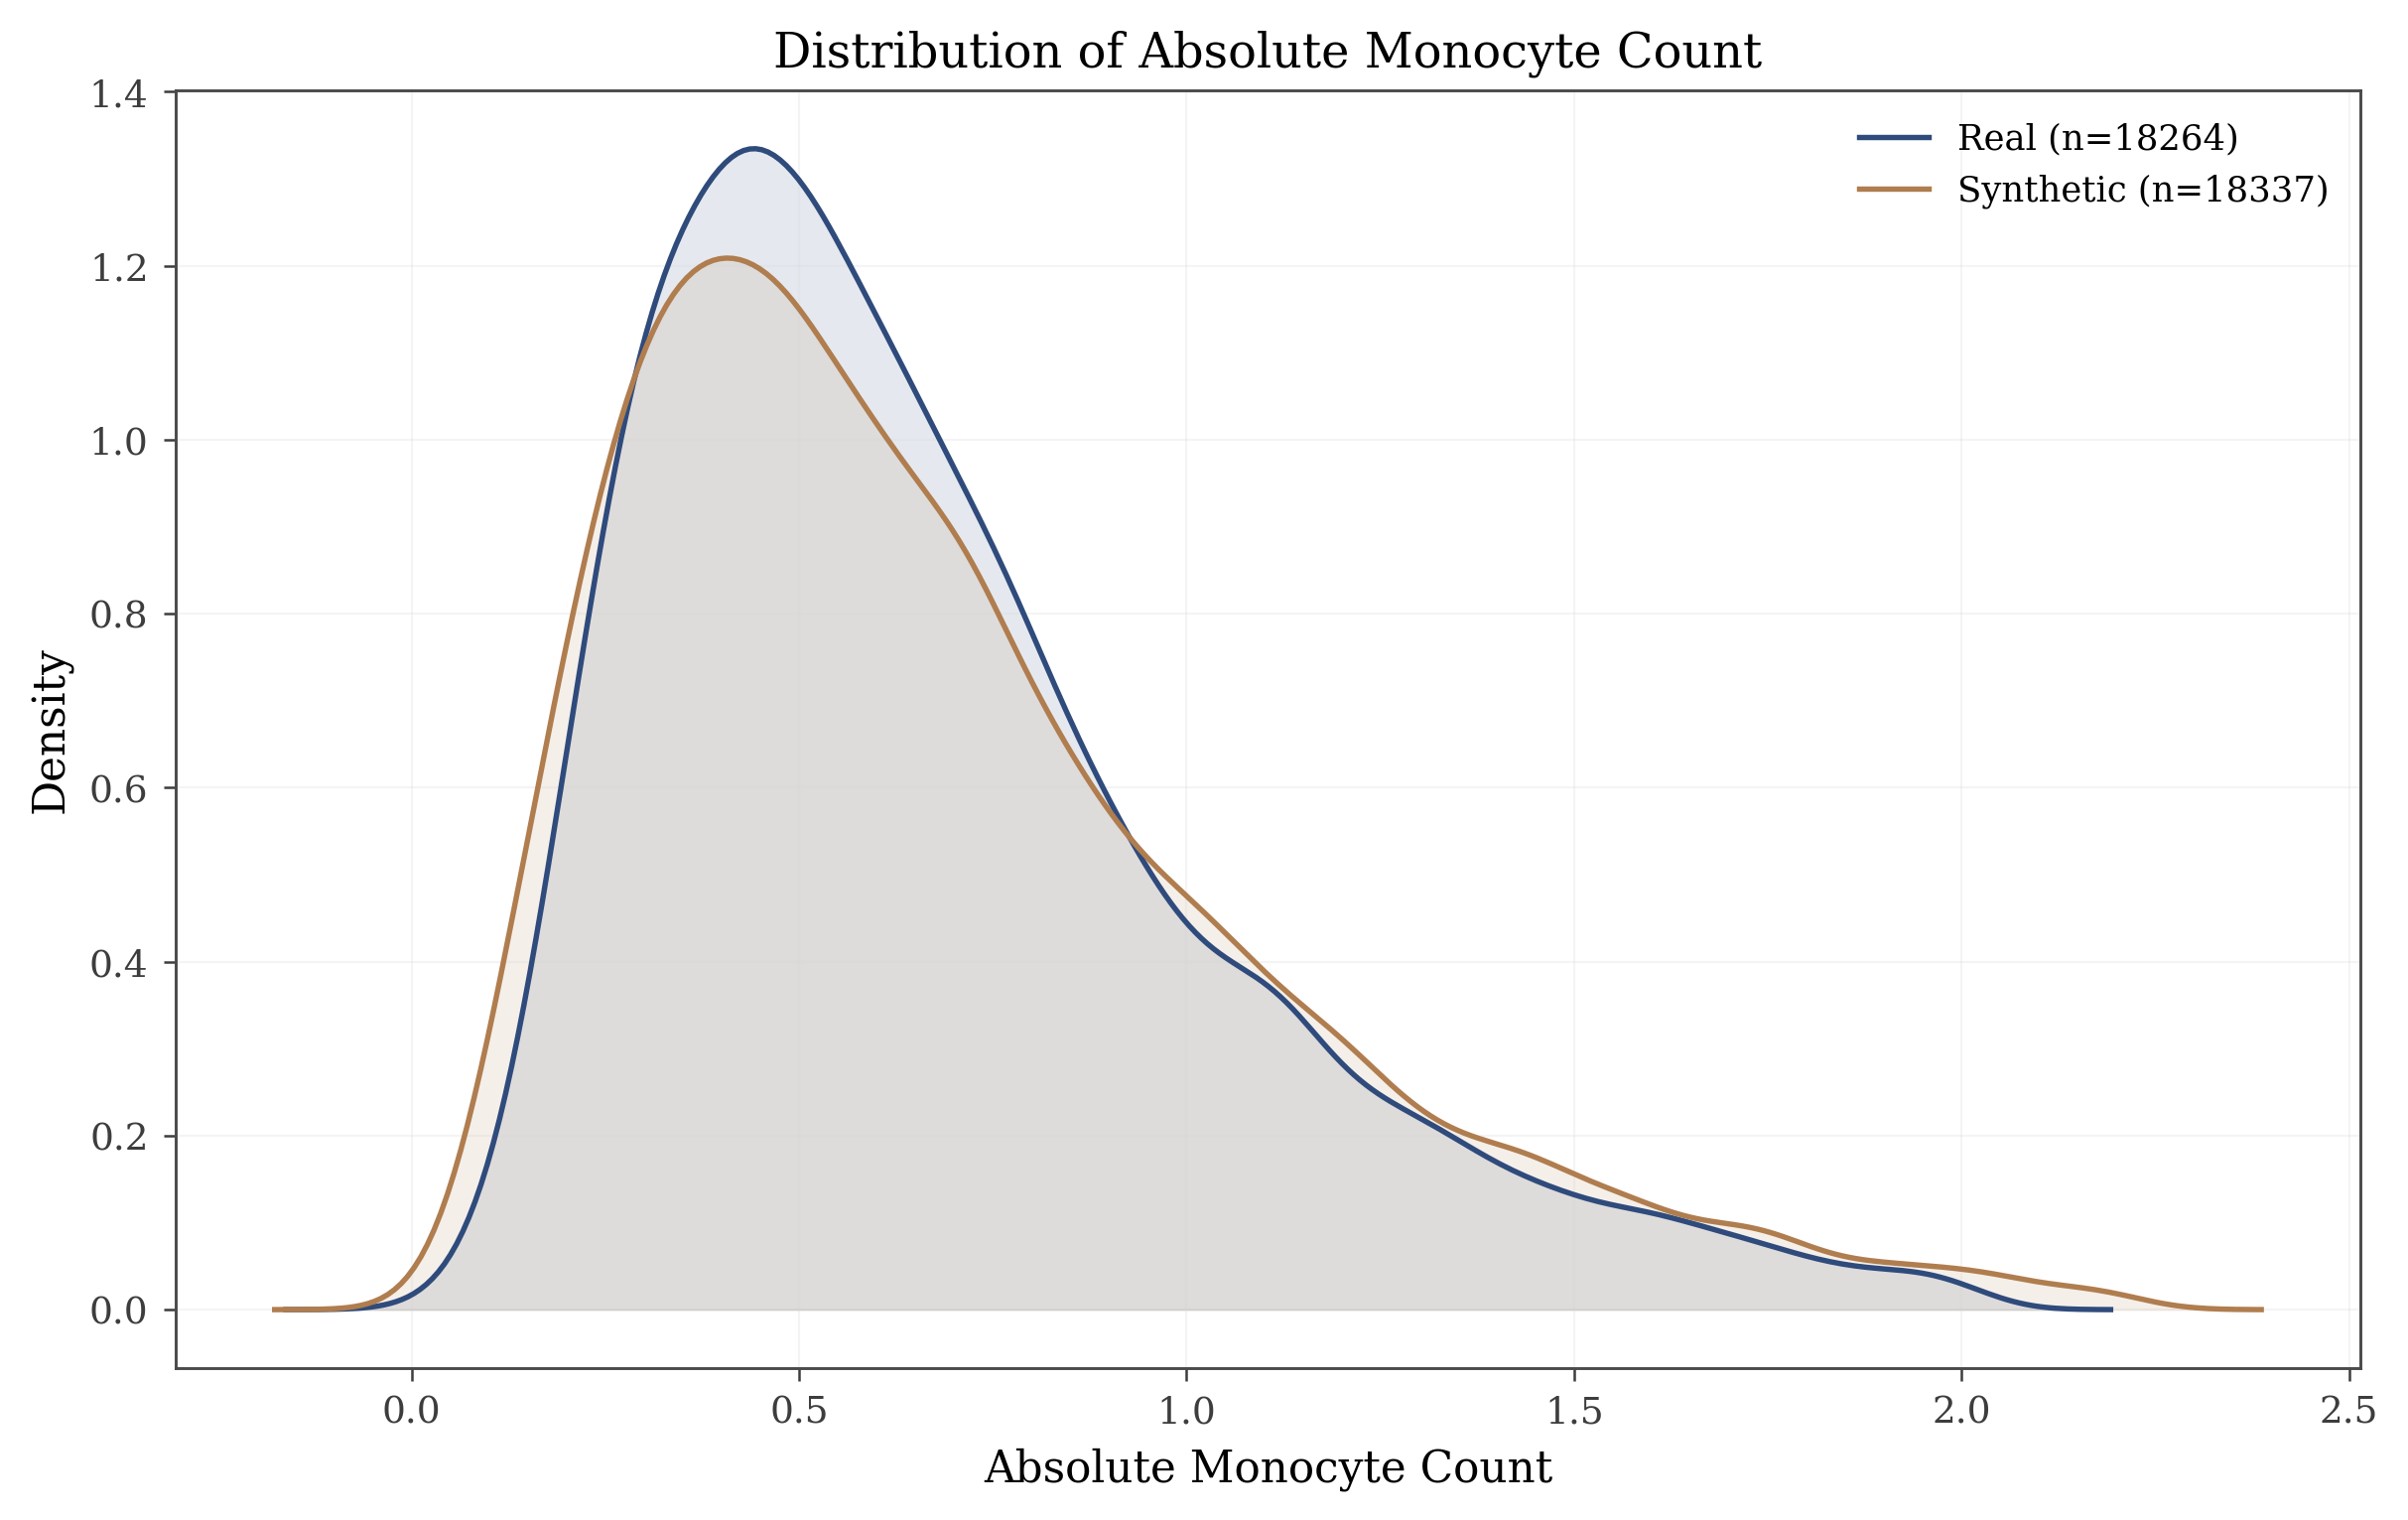 Distribution of Absolute Monocyte Count
Real (n=18264)
Synthetic (n=18337)
Density
1.4
1.2
1.0
0.8
0.6
0.4
0.2
0.0
0.0 0.5 1.0 1.5 2.0 2.5
Absolute Monocyte Count